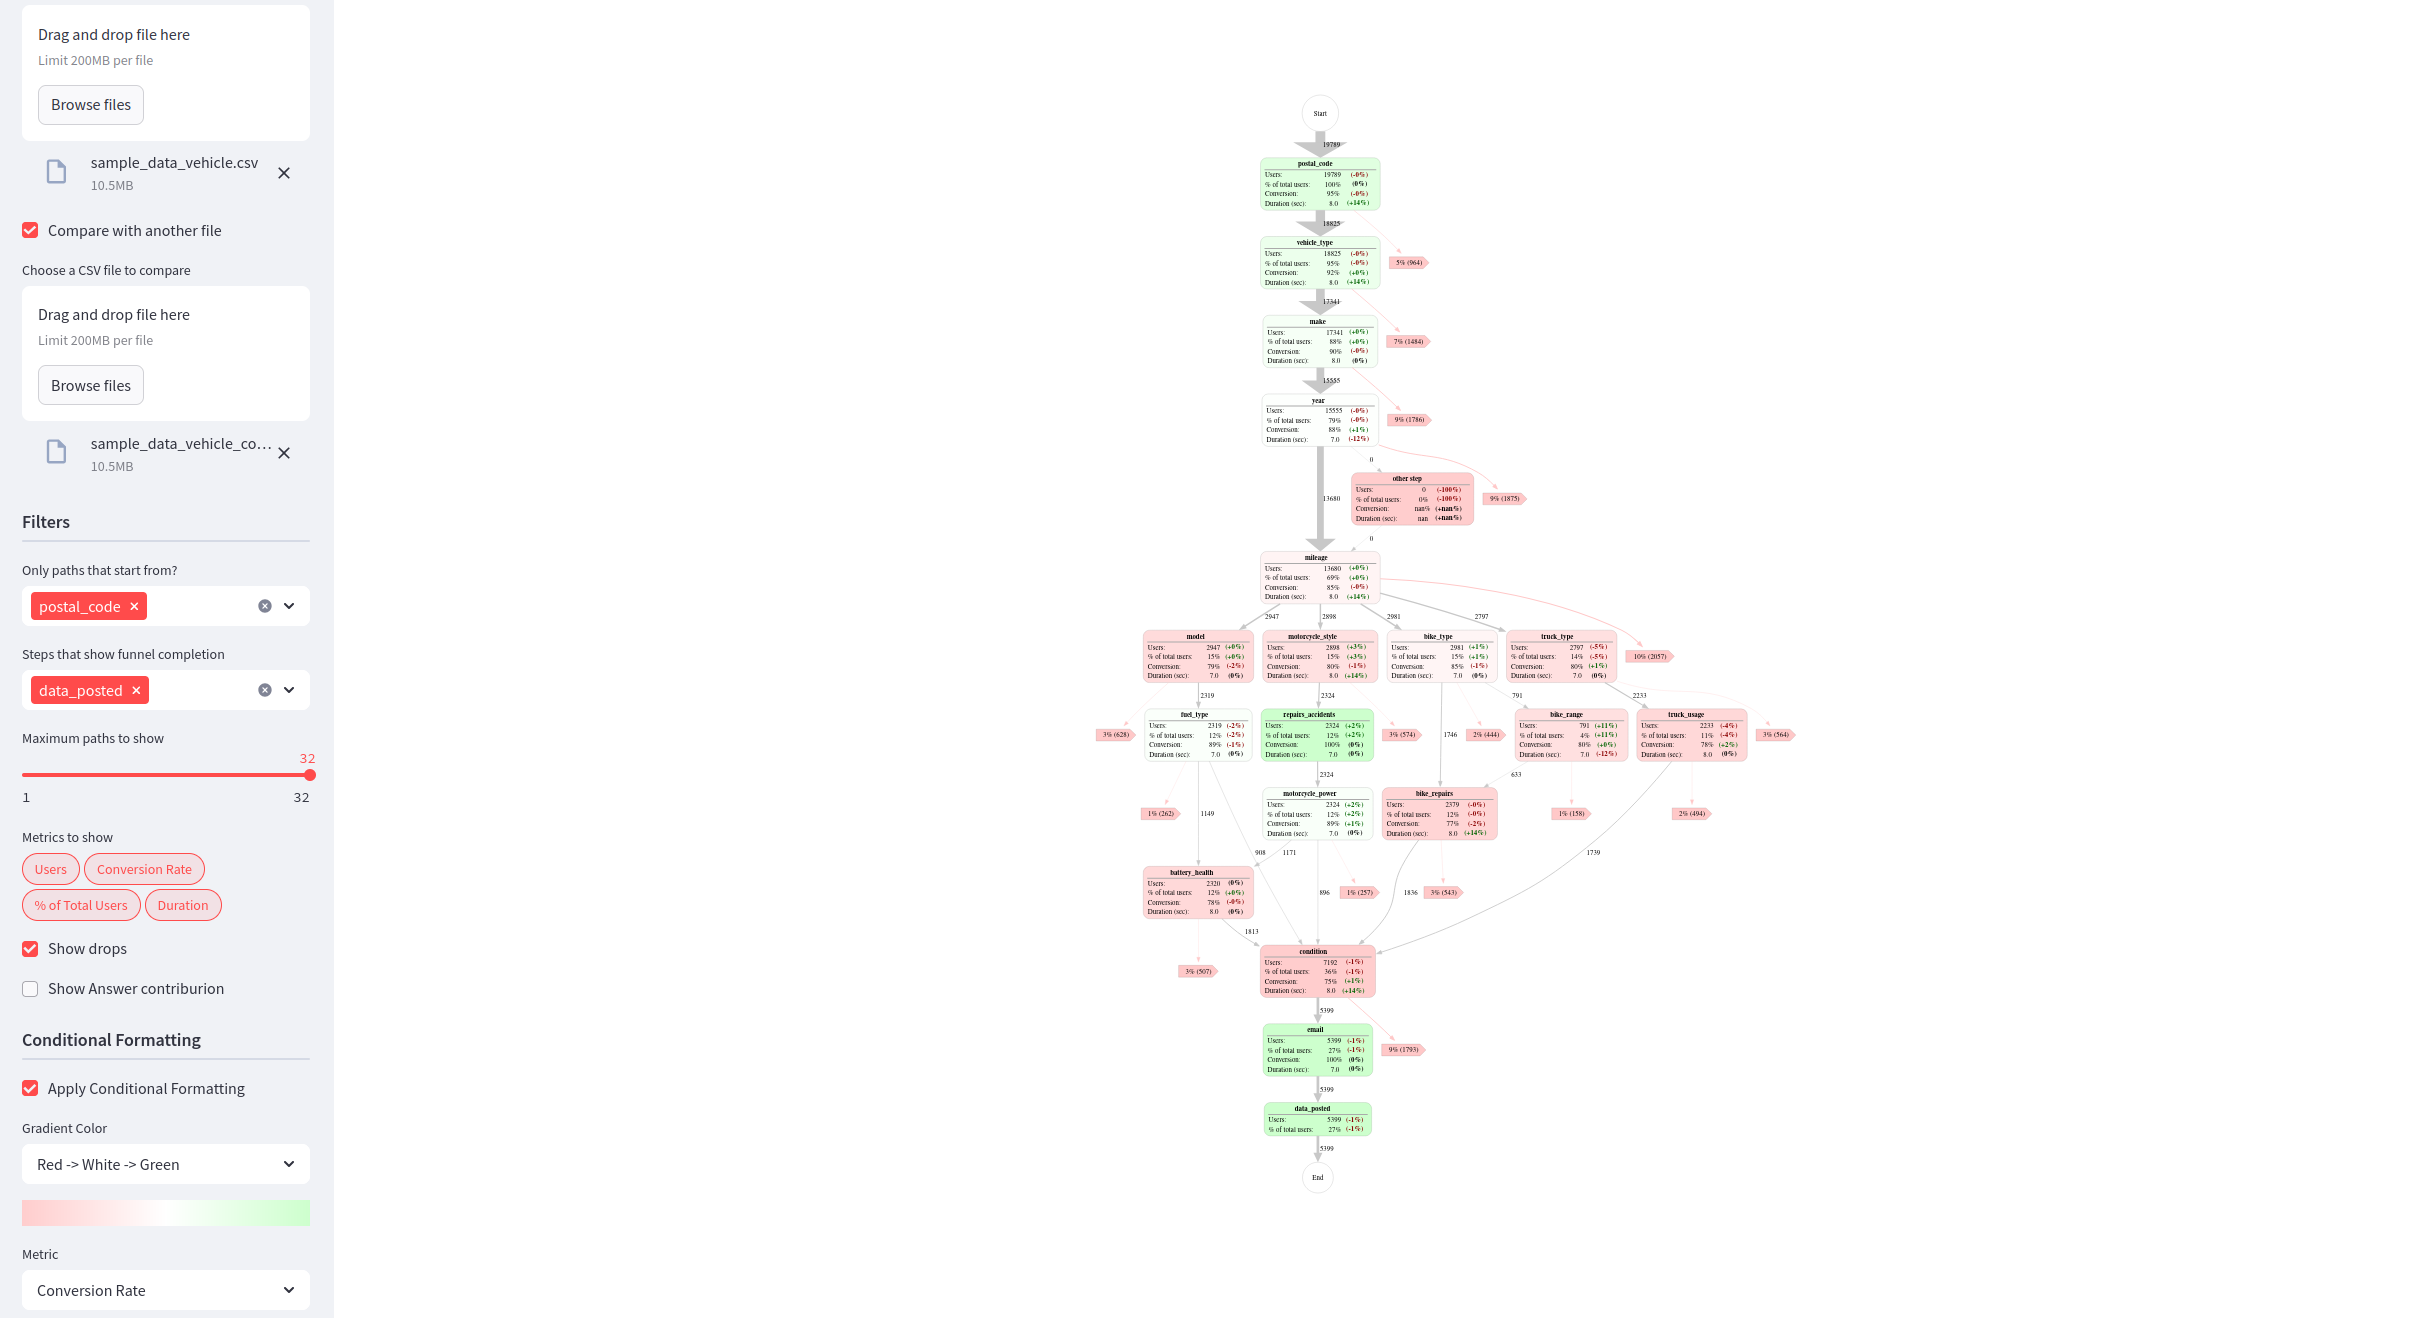 Drag and drop file here
Limit 200MB per file
Browse files
sample_data_vehicle.csv
10.5MB
Compare with another file
Choose a CSV file to compare
Drag and drop file here
Limit 200MB per file
Browse files
sample_data_vehicle_co...
10.5MB
Filters
Only paths that start from?
postal_code
Steps that show funnel completion
data_posted
Maximum paths to show
32
1 32
Metrics to show
Users Conversion Rate
% of Total Users Duration
Show drops
Show Answer contriburion
Conditional Formatting
Apply Conditional Formatting
Gradient Color
Red -> White -> Green
Metric
Conversion Rate
Start
19789
postal_code
Users: 19789 (-0%)
% of total users: 100% (0%)
Conversion: 95% (-0%)
Duration (sec): 8.0 (+14%)
18825
vehicle_type
Users: 18825 (-0%)
% of total users: 95% (-0%)
Conversion: 92% (+0%)
Duration (sec): 8.0 (+14%)
5% (964)
17341
make
Users: 17341 (+0%)
% of total users: 88% (+0%)
Conversion: 90% (-0%)
Duration (sec): 8.0 (0%)
7% (1484)
15555
year
Users: 15555 (-0%)
% of total users: 79% (-0%)
Conversion: 88% (+1%)
Duration (sec): 7.0 (-12%)
9% (1786)
0
other step
Users: 0 (-100%)
% of total users: 0% (-100%)
Conversion: nan% (+nan%)
Duration (sec): nan (+nan%)
9% (1875)
13680
0
mileage
Users: 13680 (+0%)
% of total users: 69% (+0%)
Conversion: 85% (-0%)
Duration (sec): 8.0 (+14%)
2947 2898 2981 2797
model
Users: 2947 (+0%)
% of total users: 15% (+0%)
Conversion: 79% (-2%)
Duration (sec): 7.0 (0%)
motorcycle_style
Users: 2898 (+3%)
% of total users: 15% (+3%)
Conversion: 80% (-1%)
Duration (sec): 8.0 (+14%)
bike_type
Users: 2981 (+1%)
% of total users: 15% (+1%)
Conversion: 85% (-1%)
Duration (sec): 7.0 (0%)
truck_type
Users: 2797 (-5%)
% of total users: 14% (-5%)
Conversion: 80% (+1%)
Duration (sec): 7.0 (0%)
10% (2057)
2319 2324 791 2233
3% (628)
fuel_type
Users: 2319 (-2%)
% of total users: 12% (-2%)
Conversion: 89% (-1%)
Duration (sec): 7.0 (0%)
repairs_accidents
Users: 2324 (+2%)
% of total users: 12% (+2%)
Conversion: 100% (0%)
Duration (sec): 7.0 (0%)
3% (574)
1746
2% (444)
bike_range
Users: 791 (+11%)
% of total users: 4% (+11%)
Conversion: 80% (+0%)
Duration (sec): 7.0 (-12%)
truck_usage
Users: 2233 (-4%)
% of total users: 11% (-4%)
Conversion: 78% (+2%)
Duration (sec): 8.0 (0%)
3% (564)
2324 633
1% (262)
1149
motorcycle_power
Users: 2324 (+2%)
% of total users: 12% (+2%)
Conversion: 89% (+1%)
Duration (sec): 7.0 (0%)
bike_repairs
Users: 2379 (-0%)
% of total users: 12% (-0%)
Conversion: 77% (-2%)
Duration (sec): 8.0 (+14%)
1% (158)
2% (494)
908 1171 1739
battery_health
Users: 2320 (0%)
% of total users: 12% (+0%)
Conversion: 78% (-0%)
Duration (sec): 8.0 (0%)
896
1% (257)
1836
3% (543)
1813
3% (507)
condition
Users: 7192 (-1%)
% of total users: 36% (-1%)
Conversion: 75% (+1%)
Duration (sec): 8.0 (+14%)
5399
email
Users: 5399 (-1%)
% of total users: 27% (-1%)
Conversion: 100% (0%)
Duration (sec): 7.0 (0%)
9% (1793)
5399
data_posted
Users: 5399 (-1%)
% of total users: 27% (-1%)
5399
End